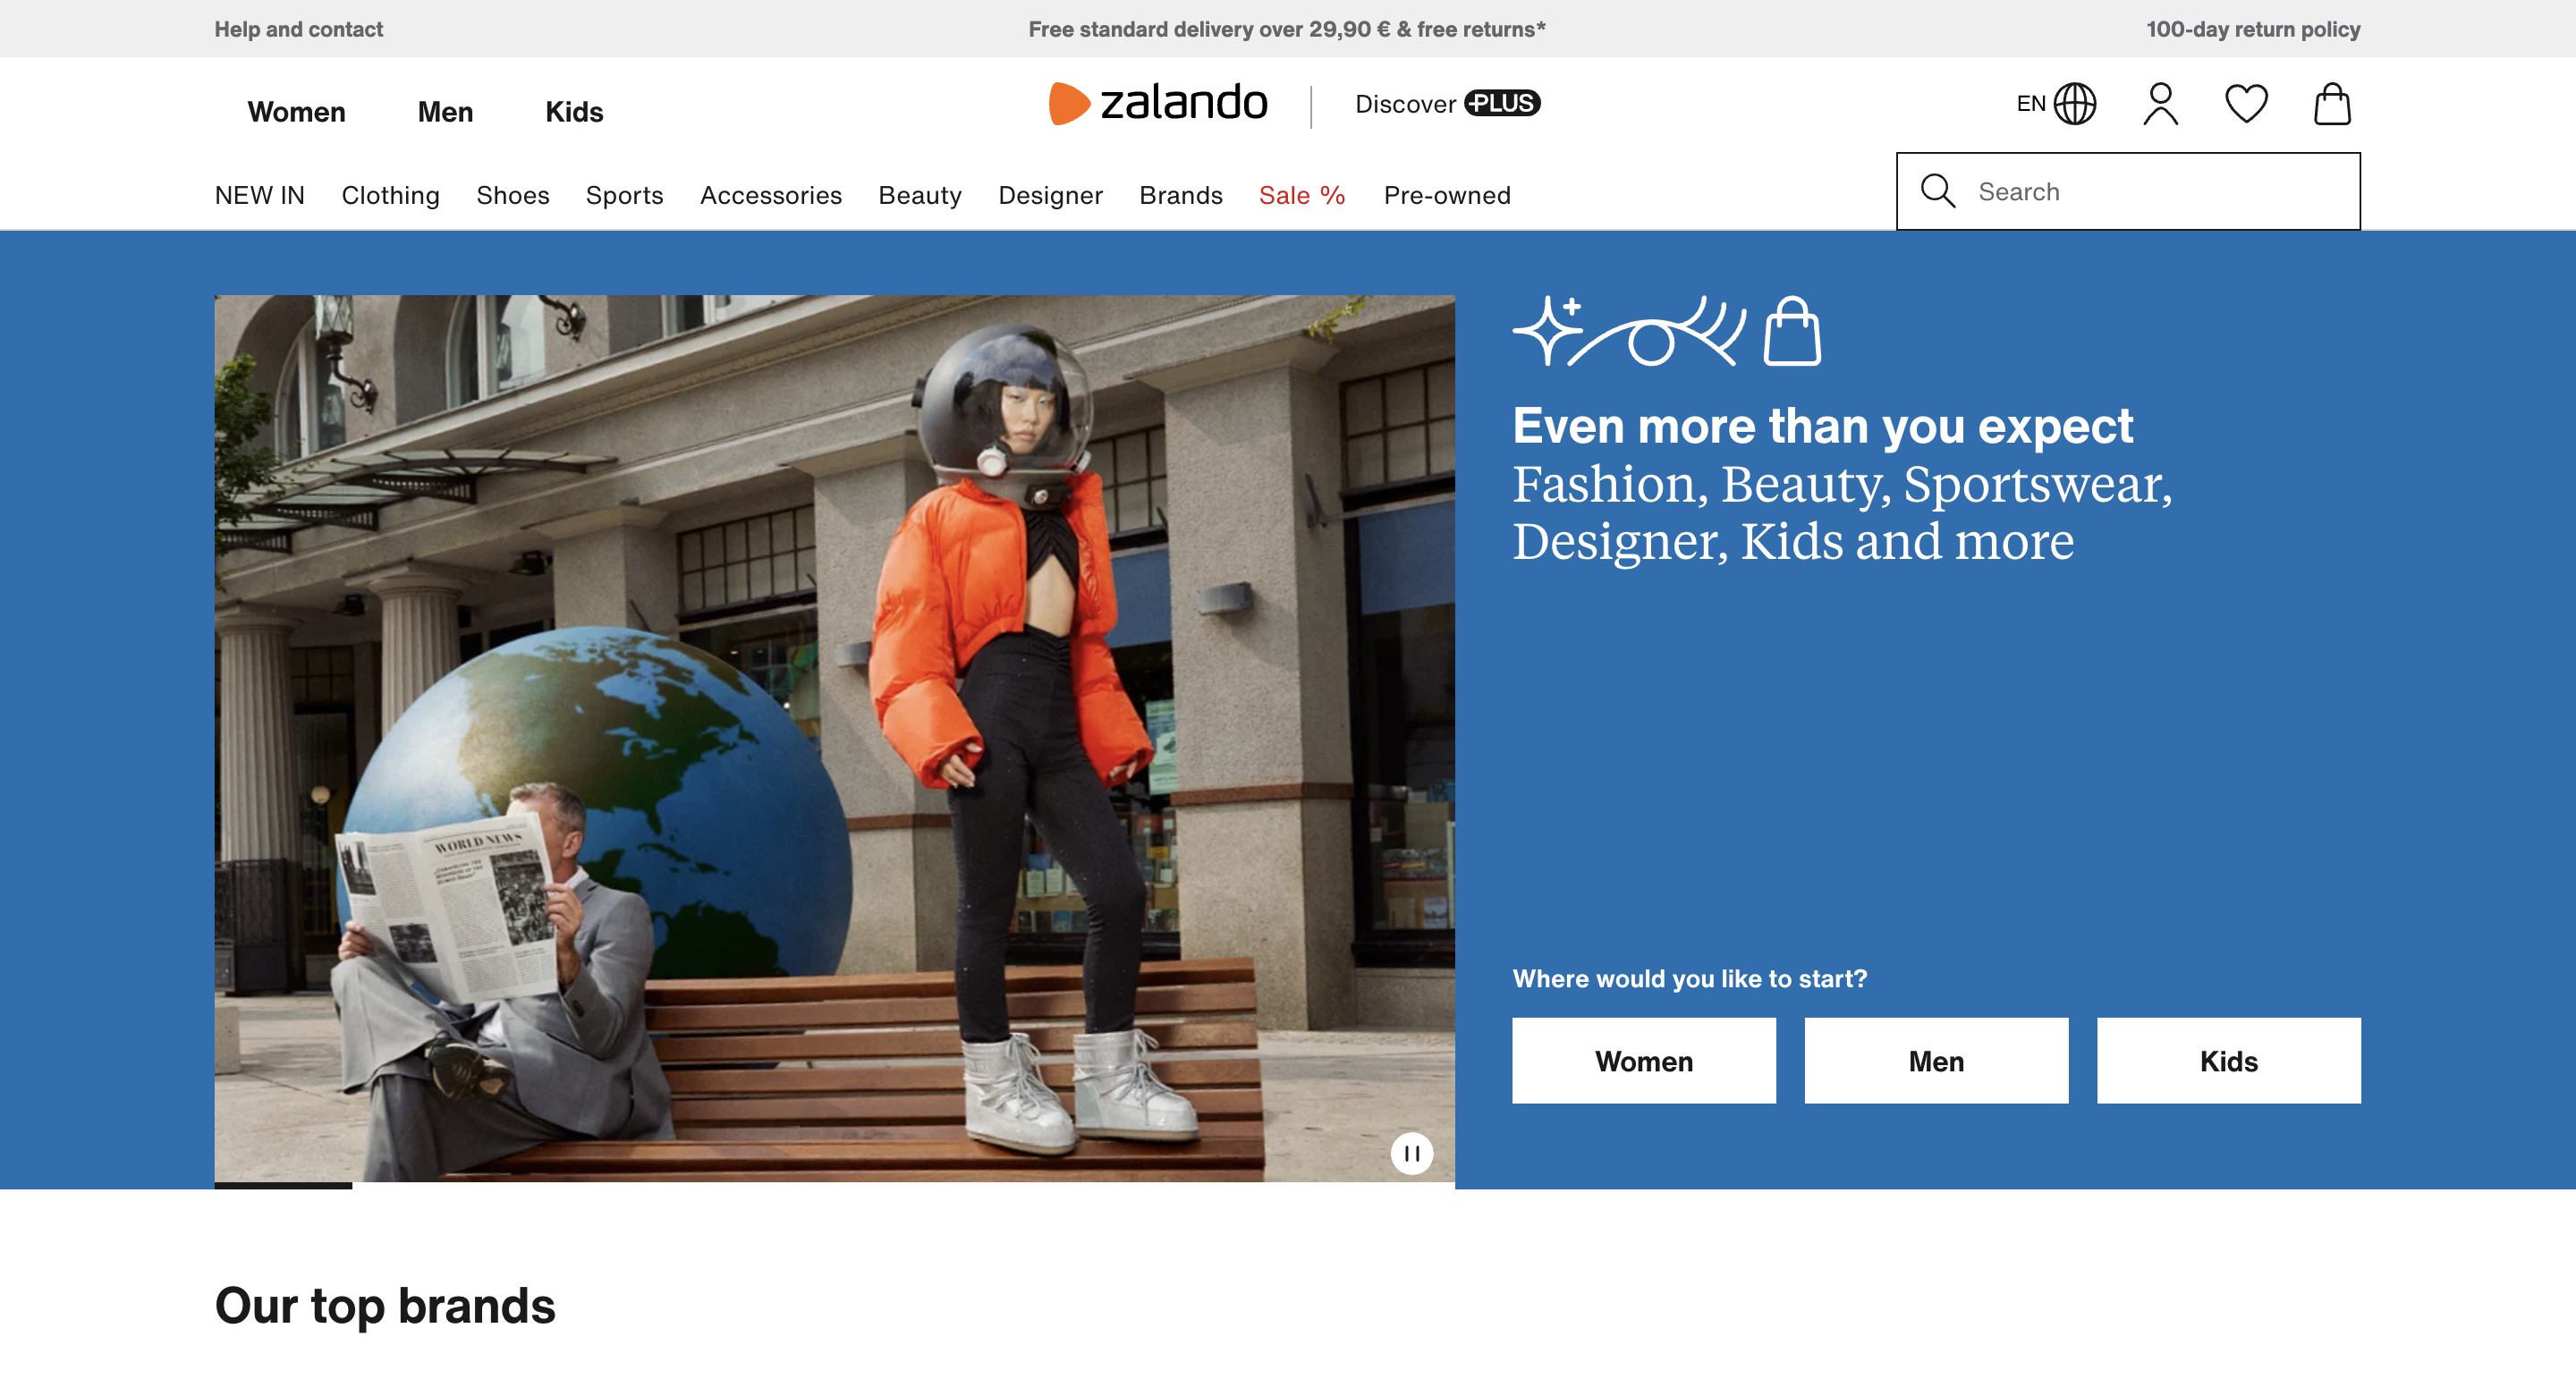 Help and contact
Free standard delivery over 29,90 € & free returns*
100-day return policy
Women
Men
Kids
zalando
Discover PLUS
EN
NEW IN
Clothing
Shoes
Sports
Accessories
Beauty
Designer
Brands
Sale %
Pre-owned
Search
Even more than you expect
Fashion, Beauty, Sportswear,
Designer, Kids and more
WORLD NEWS
Where would you like to start?
Women
Men
Kids
Our top brands